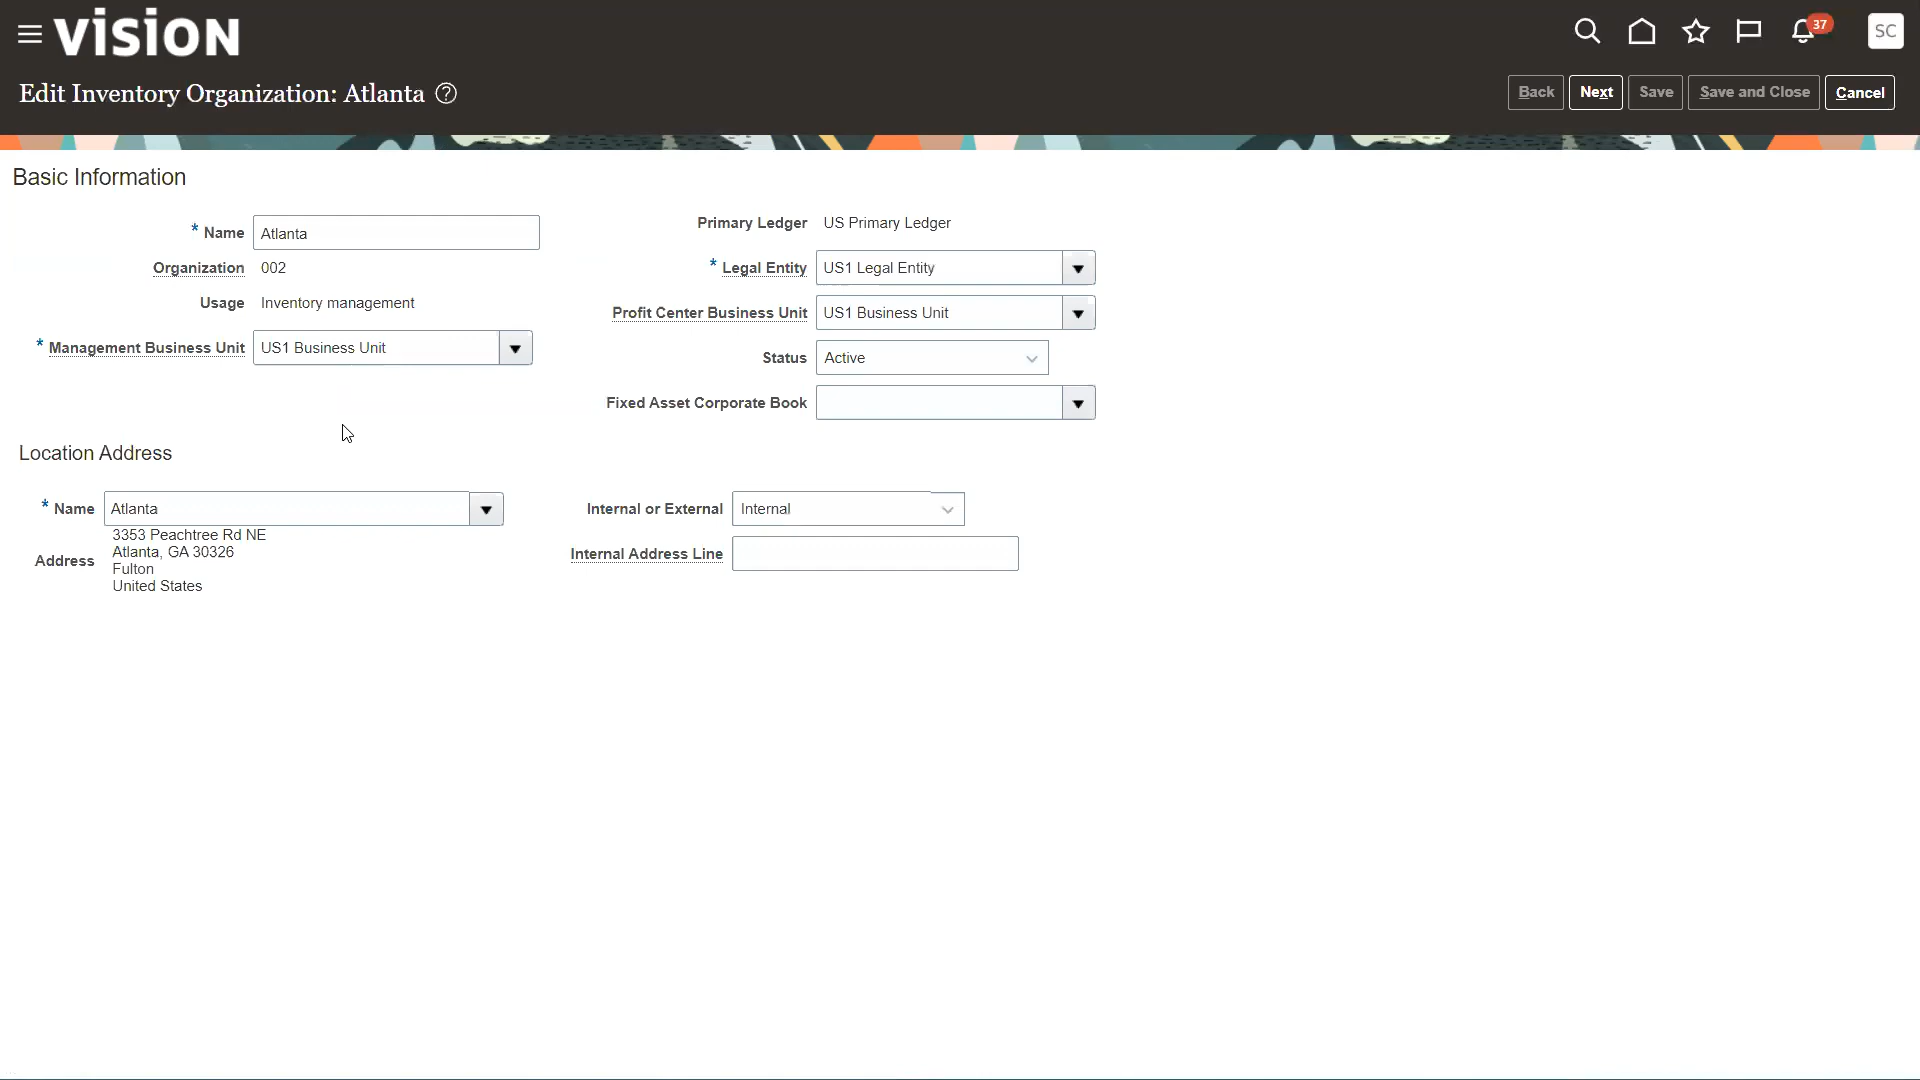 vision
37
SC
Edit Inventory Organization: Atlanta
Back Next Save Save and Close Cancel
Basic Information
* Name Atlanta
Organization 002
Usage Inventory management
* Management Business Unit US1 Business Unit
Primary Ledger US Primary Ledger
* Legal Entity US1 Legal Entity
Profit Center Business Unit US1 Business Unit
Status Active
Fixed Asset Corporate Book
Location Address
* Name Atlanta
Address 3353 Peachtree Rd NE
Atlanta, GA 30326
Fulton
United States
Internal or External Internal
Internal Address Line